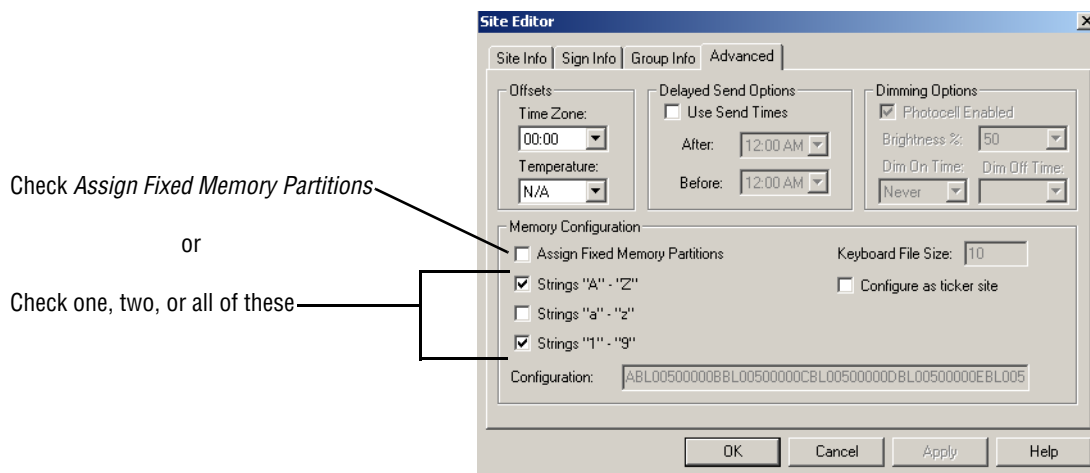 Site Editor
Site Info Sign Info Group Info Advanced
Offsets
Time Zone:
00:00
Temperature:
N/A
Delayed Send Options
Use Send Times
After: 12:00 AM
Before: 12:00 AM
Dimming Options
Photocell Enabled
Brightness %: 50
Dim On Time: Dim Off Time:
Never
Check Assign Fixed Memory Partitions
or
Check one, two, or all of these
Memory Configuration
Assign Fixed Memory Partitions
Keyboard File Size: 10
Strings "A" - "Z"
Configure as ticker site
Strings "a" - "z"
Strings "1" - "9"
Configuration: ABL00500000BBL00500000CBL00500000DBL00500000EBL005
OK Cancel Apply Help